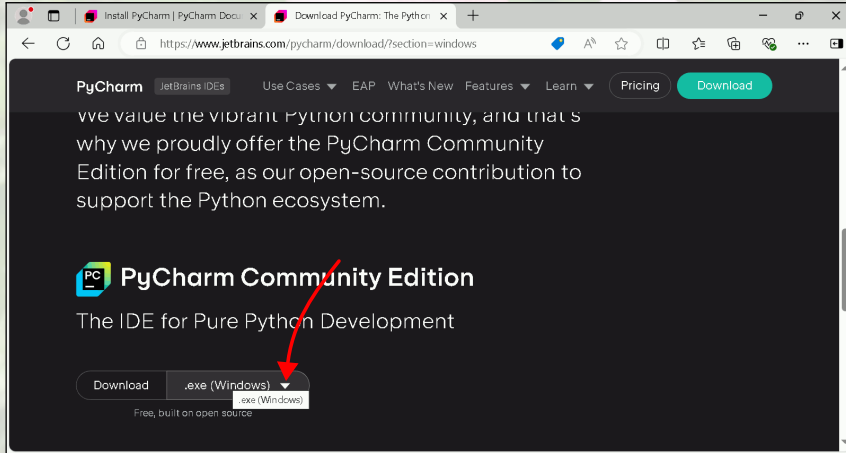 Install PyCharm | PyCharm Docu
Download PyCharm: The Python
https://www.jetbrains.com/pycharm/download/?section=windows
PyCharm JetBrains IDEs Use Cases EAP What's New Features Learn Pricing Download
We value the vibrant Python community, and that's
why we proudly offer the PyCharm Community
Edition for free, as our open-source contribution to
support the Python ecosystem.
PC PyCharm Community Edition
The IDE for Pure Python Development
Download .exe (Windows)
.exe (Windows)
Free, built on open source